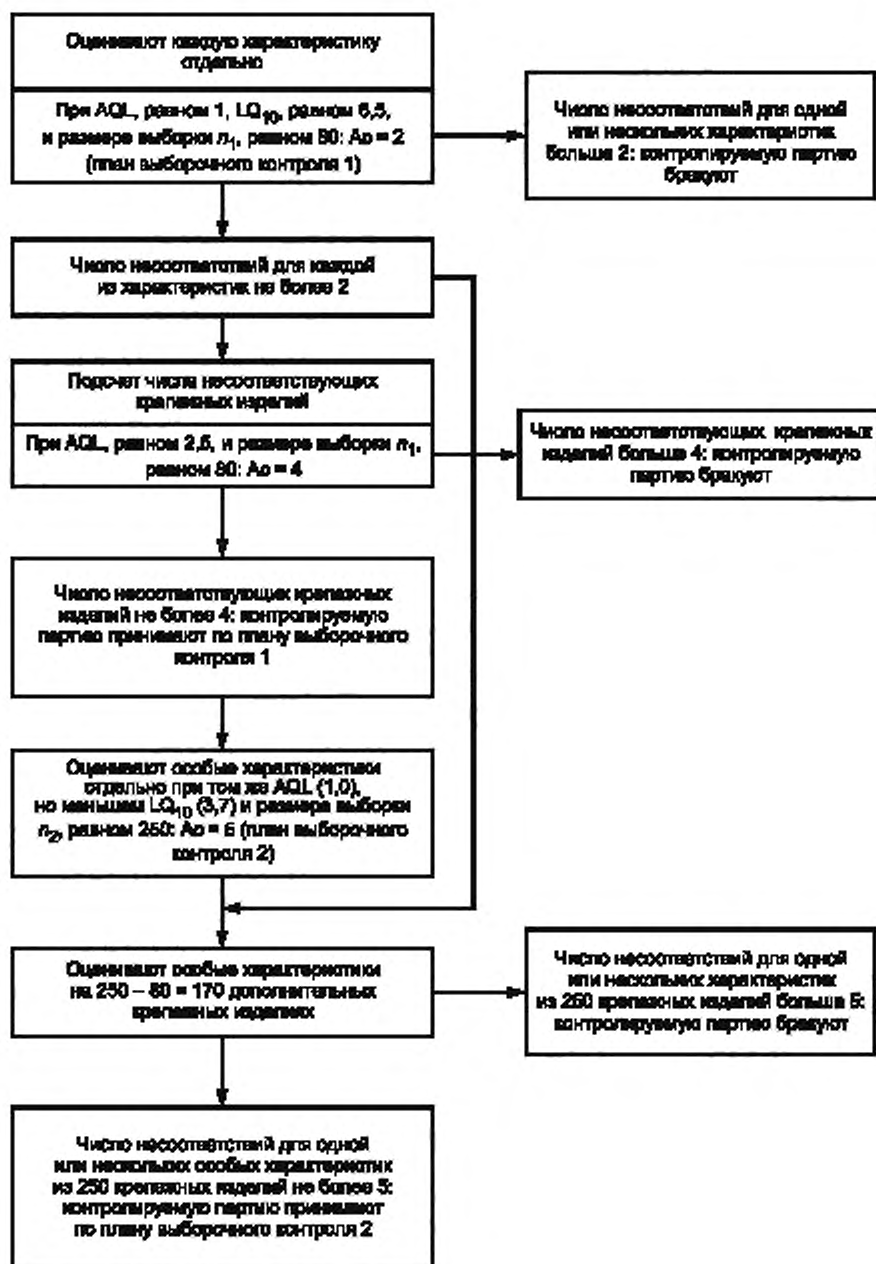 Оценивают каждую характеристику
отдельно
При AQL, равном 1, LQ10, равном 6,5,
и размере выборки n1, равном 80: Ac = 2
(план выборочного контроля 1)
Число несоответствий для одной
или нескольких характеристик
больше 2: контролируемую партию
бракуют
Число несоответствий для каждой
из характеристик не более 2
Подсчет числа несоответствующих
крепежных изделий
При AQL, равном 2,5, и размере выборки n1,
равном 80: Ac = 4
Число несоответствующих крепежных
изделий больше 4: контролируемую
партию бракуют
Число несоответствующих крепежных
изделий не более 4: контролируемую
партию принимают по плану выборочного
контроля 1
Оценивают особые характеристики
отдельно при том же AQL (1,0),
но меньшем LQ10 (3,7) и размере выборки
n2, равном 250: Ac = 5 (план выборочного
контроля 2)
Оценивают особые характеристики
на 250 – 80 = 170 дополнительных
крепежных изделиях
Число несоответствий для одной
или нескольких характеристик
из 250 крепежных изделий больше 5:
контролируемую партию бракуют
Число несоответствий для одной
или нескольких особых характеристик
из 250 крепежных изделий не более 5:
контролируемую партию принимают
по плану выборочного контроля 2